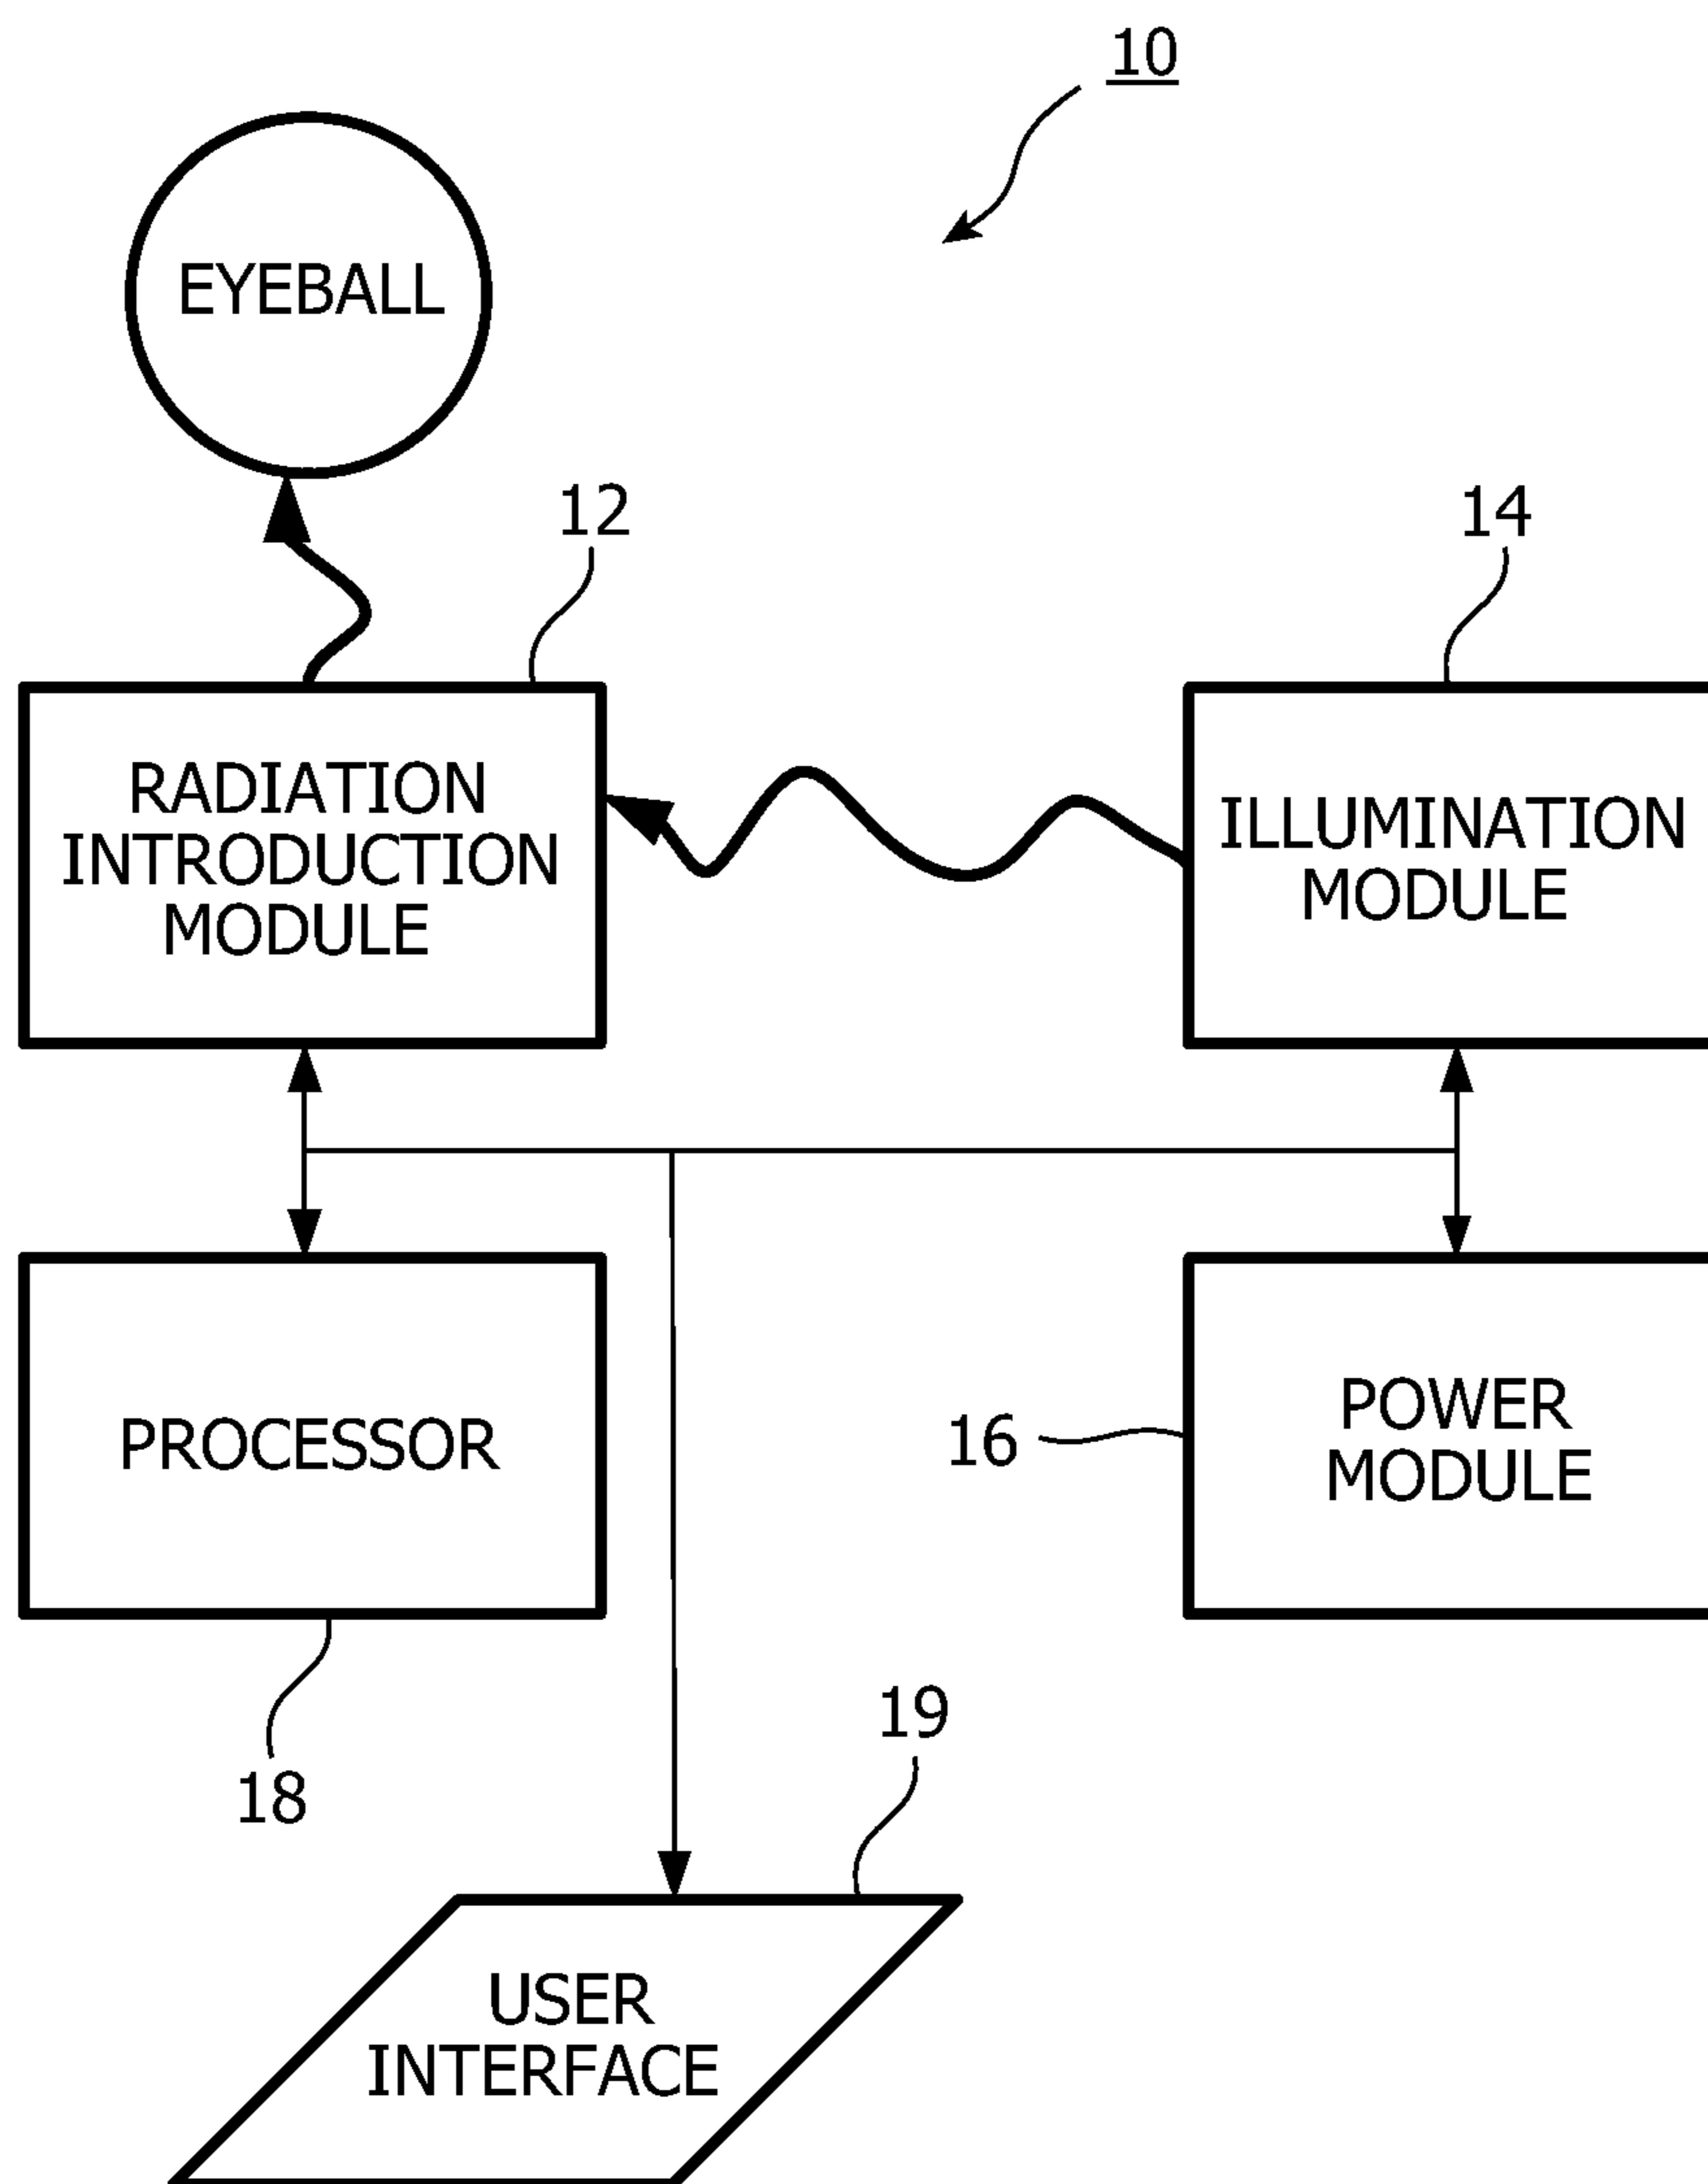 10
EYEBALL
12
14
RADIATION
INTRODUCTION
MODULE
ILLUMINATION
MODULE
PROCESSOR
16
POWER
MODULE
18
19
USER
INTERFACE